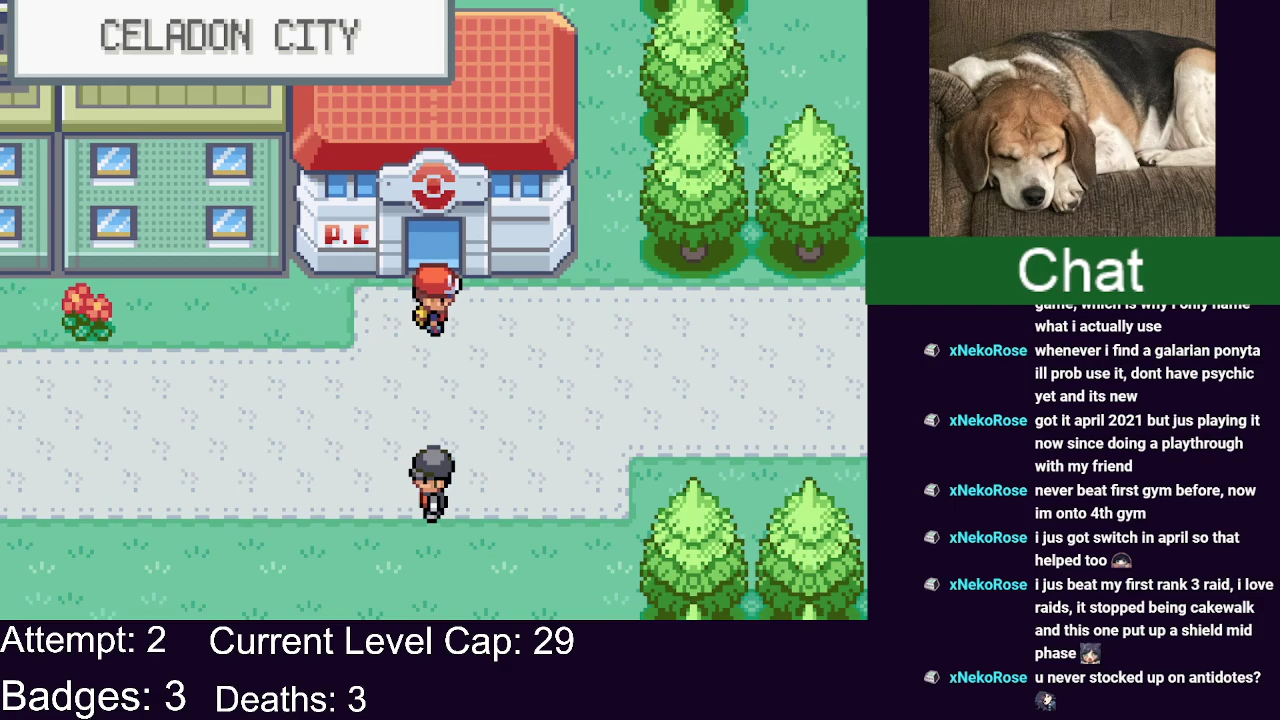 CELADON CITY
P.C
Chat
game, which is why i only name
what i actually use
xNekoRose whenever i find a galarian ponyta
ill prob use it, dont have psychic
yet and its new
xNekoRose got it april 2021 but jus playing it
now since doing a playthrough
with my friend
xNekoRose never beat first gym before, now
im onto 4th gym
xNekoRose i jus got switch in april so that
helped too
xNekoRose i jus beat my first rank 3 raid, i love
raids, it stopped being cakewalk
and this one put up a shield mid
phase
xNekoRose u never stocked up on antidotes?
Attempt: 2 Current Level Cap: 29
Badges: 3 Deaths: 3